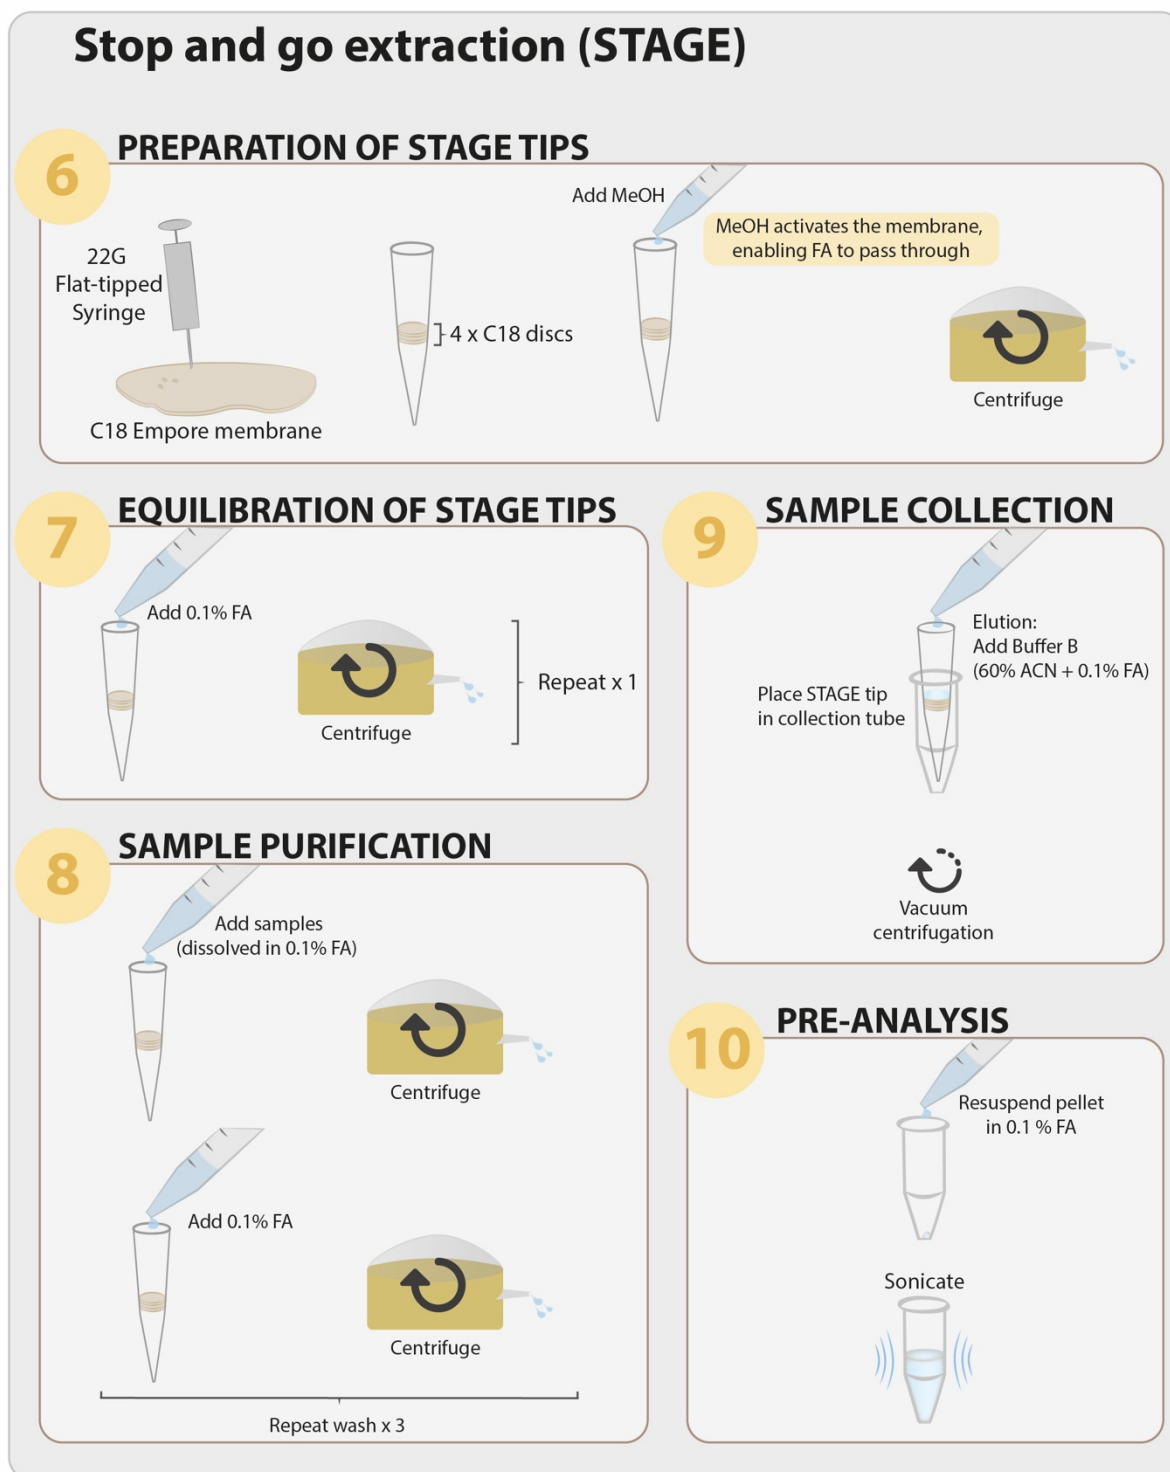 Stop and go extraction (STAGE)
6
PREPARATION OF STAGE TIPS
22G
Flat-tipped
Syringe
C18 Empore membrane
4 x C18 discs
Add MeOH
MeOH activates the membrane,
enabling FA to pass through
Centrifuge
7
EQUILIBRATION OF STAGE TIPS
Add 0.1% FA
Centrifuge
Repeat x 1
8
SAMPLE PURIFICATION
Add samples
(dissolved in 0.1% FA)
Centrifuge
Add 0.1% FA
Centrifuge
Repeat wash x 3
9
SAMPLE COLLECTION
Elution:
Add Buffer B
(60% ACN + 0.1% FA)
Place STAGE tip
in collection tube
Vacuum
centrifugation
10
PRE-ANALYSIS
Resuspend pellet
in 0.1 % FA
Sonicate